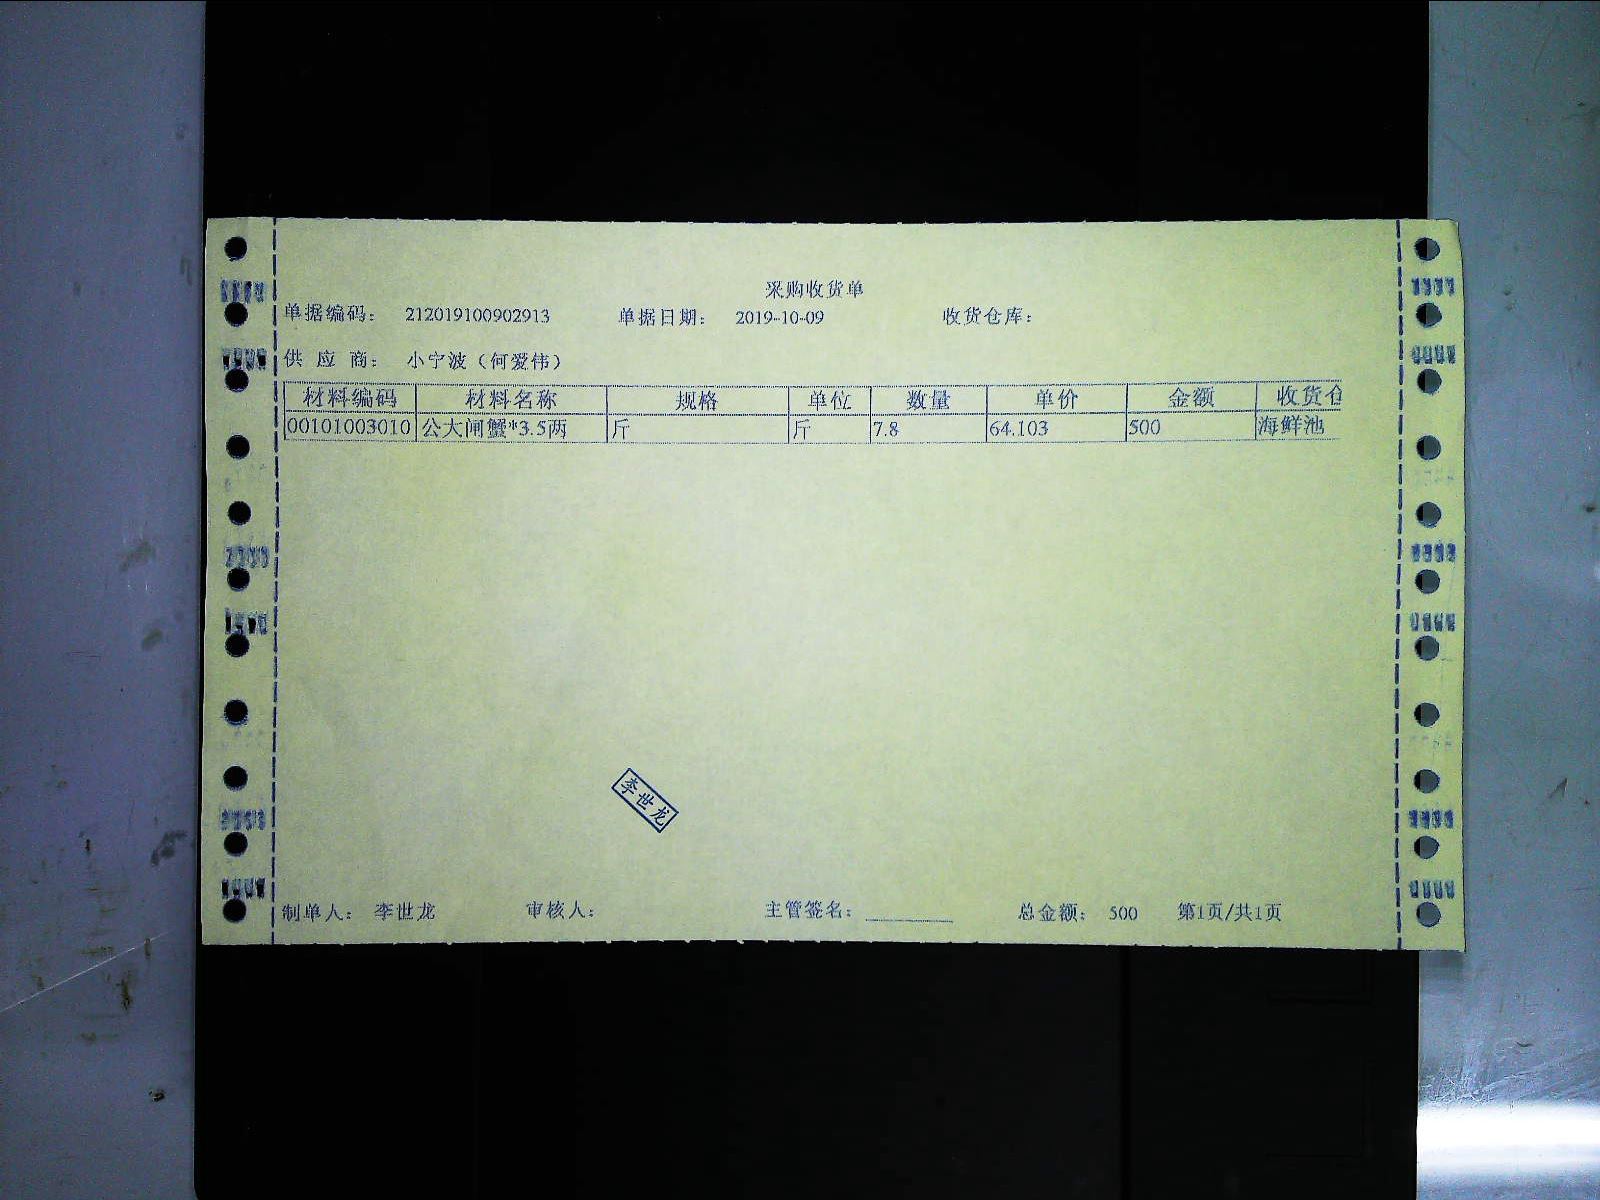 采购收货单
单据编码： 212019100902913 单据日期： 2019-10-09 收货仓库：
供 应 商： 小宁波（何爱伟）
材料编码 材料名称 规格 单位 数量 单价 金额 收货仓
00101003010 公大闸蟹*3.5两 斤 斤 7.8 64.103 500 海鲜池
李世龙
制单人： 李世龙 审核人： 主管签名： 总金额： 500 第1页/共1页